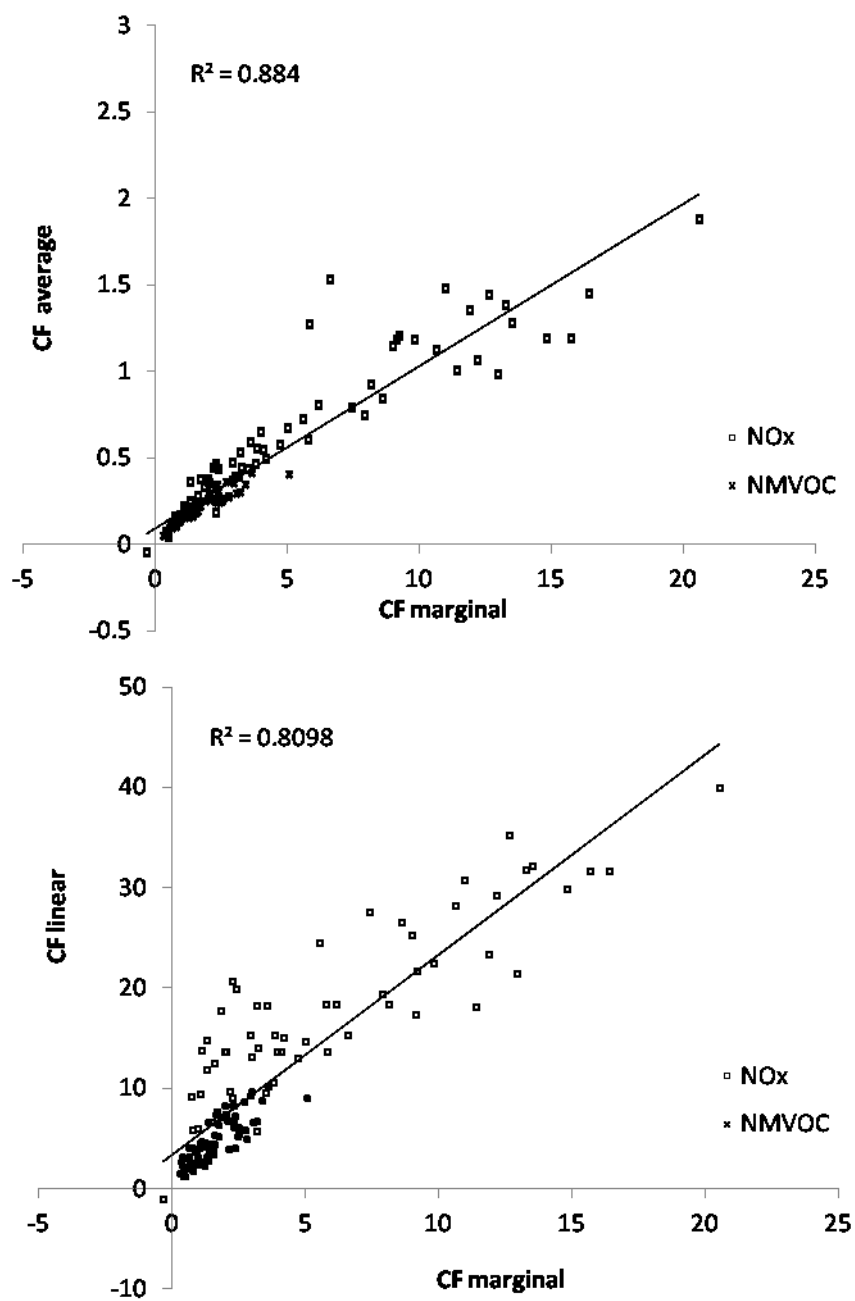 3
R² = 0.884
2.5
2
CF average
1.5
1
NOx
0.5
NMVOC
0
-5 0 5 10 15 20 25
CF marginal
-0.5
50
R² = 0.8098
40
30
CF linear
20
NOx
10
NMVOC
0
-5 0 5 10 15 20 25
CF marginal
-10